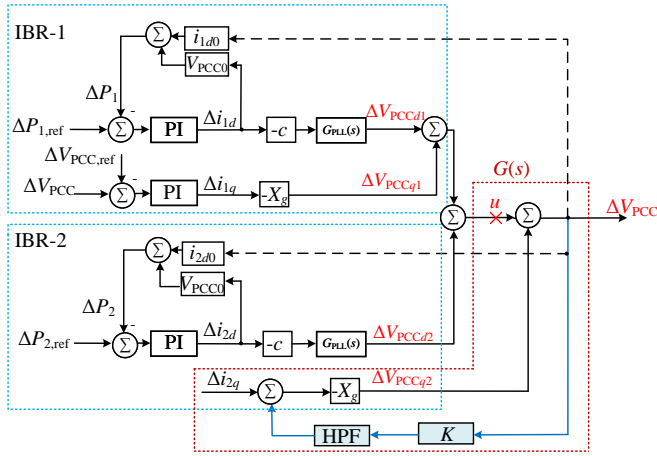 IBR-1
Σ
i1d0
VPCC0
ΔP1
ΔP1,ref
Σ
-
PI
Δi1d
-c
GPLL(s)
ΔVPCCd1
Σ
ΔVPCC,ref
ΔVPCC
Σ
-
PI
Δi1q
-Xg
ΔVPCCq1
G(s)
Σ
u
Σ
ΔVPCC
IBR-2
Σ
i2d0
VPCC0
ΔP2
ΔP2,ref
Σ
-
PI
Δi2d
-c
GPLL(s)
ΔVPCCd2
Δi2q
Σ
-Xg
ΔVPCCq2
HPF
K